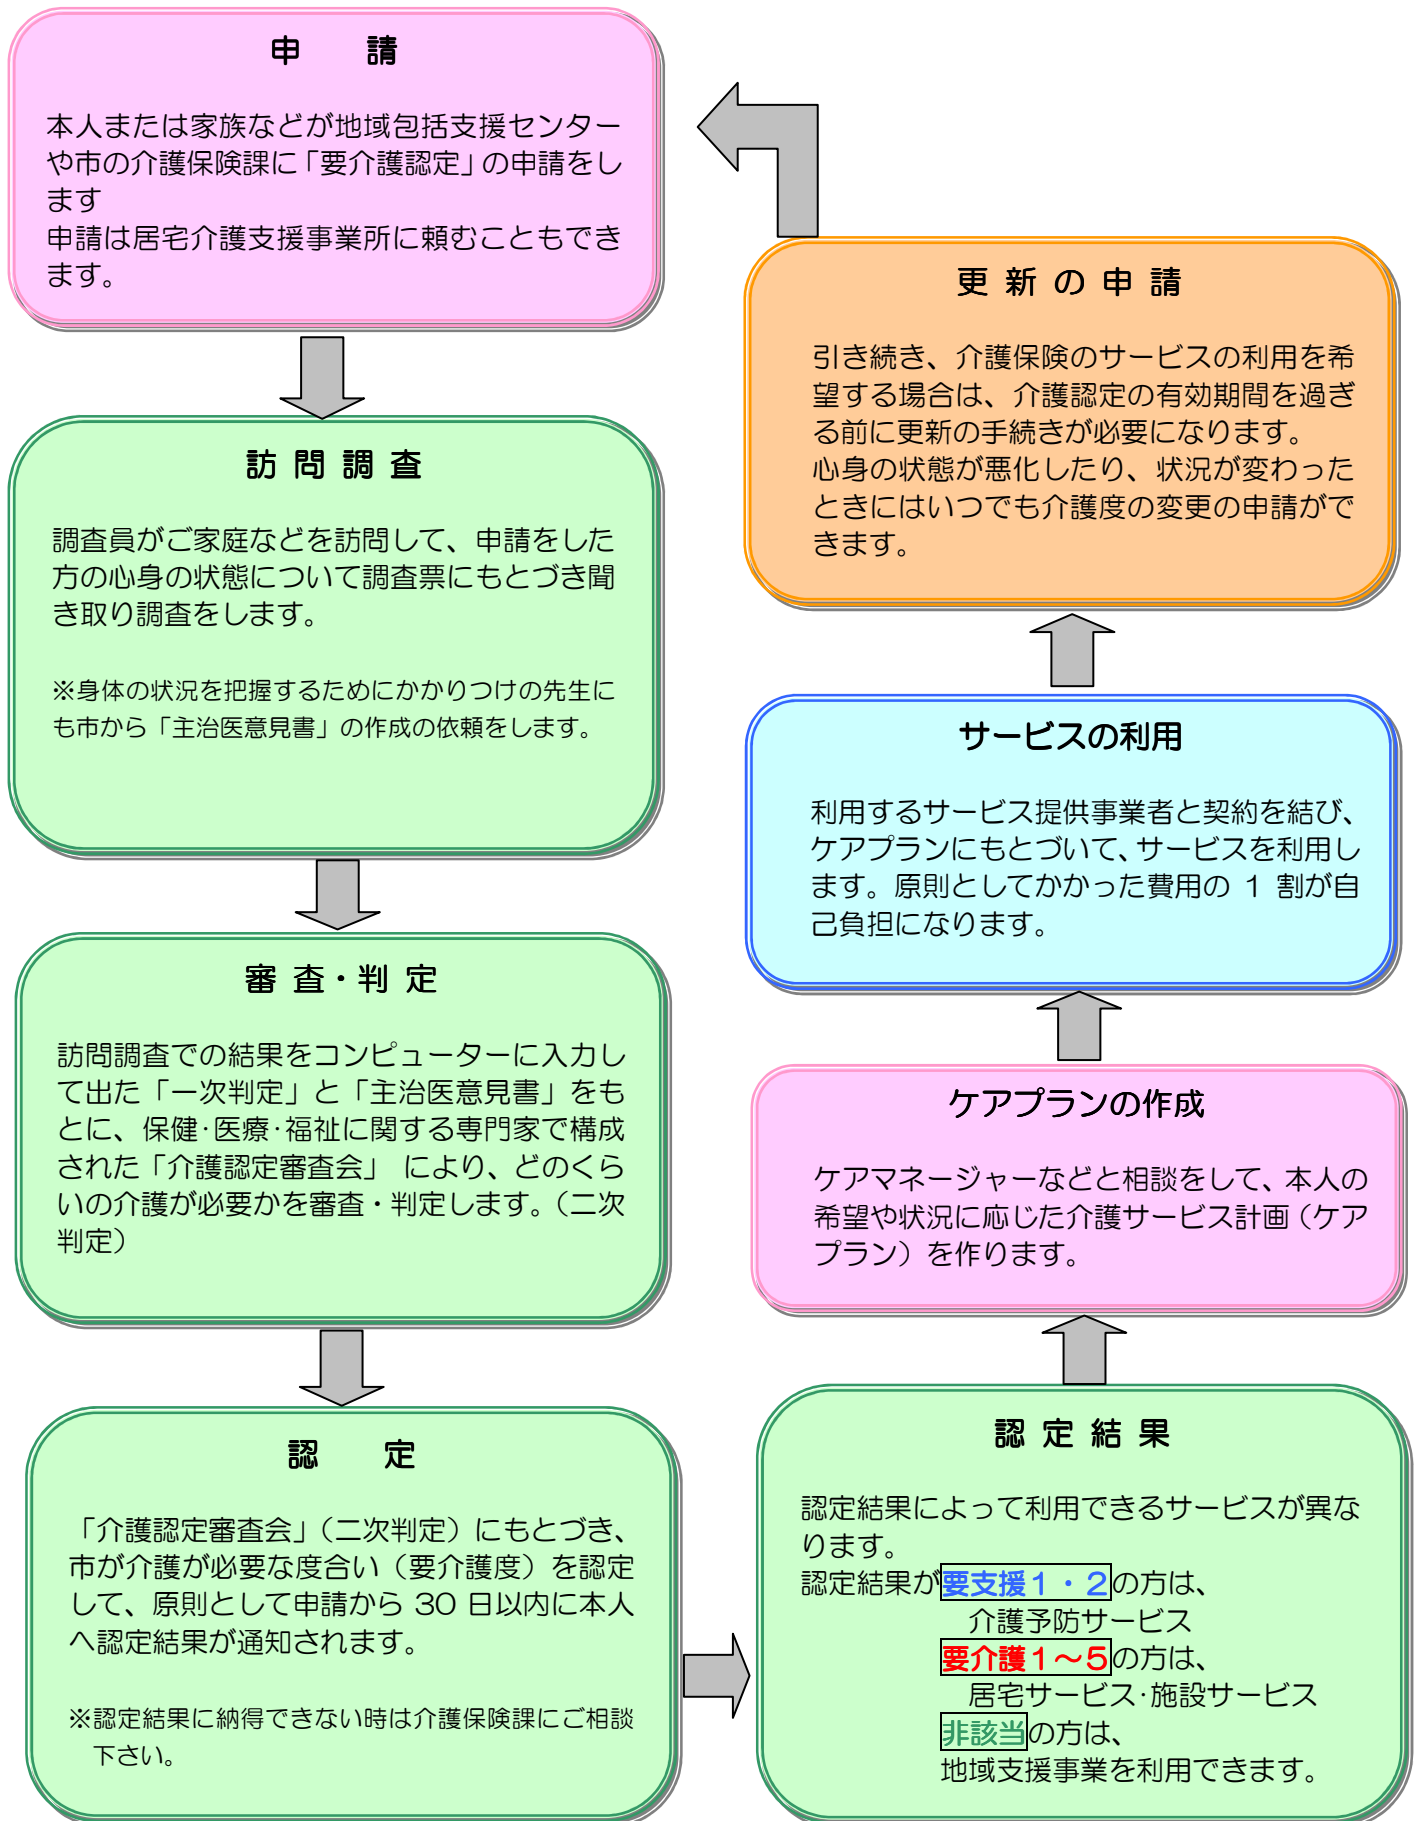 申　　請
本人または家族などが地域包括支援センター
や市の介護保険課に「要介護認定」の申請をし
ます
申請は居宅介護支援事業所に頼むこともでき
ます。
訪 問 調 査
調査員がご家庭などを訪問して、申請をした
方の心身の状態について調査票にもとづき聞
き取り調査をします。
※身体の状況を把握するためにかかりつけの先生に
も市から「主治医意見書」の作成の依頼をします。
審 査・判 定
訪問調査での結果をコンピューターに入力し
て出た「一次判定」と「主治医意見書」をも
とに、保健・医療・福祉に関する専門家で構成
された「介護認定審査会」 により、どのくら
いの介護が必要かを審査・判定します。（二次
判定）
認　　定
「介護認定審査会」（二次判定）にもとづき、
市が介護が必要な度合い（要介護度）を認定
して、原則として申請から 30 日以内に本人
へ認定結果が通知されます。
※認定結果に納得できない時は介護保険課にご相談
下さい。
認 定 結 果
認定結果によって利用できるサービスが異な
ります。
認定結果が要支援１・２の方は、
介護予防サービス
要介護１～５の方は、
居宅サービス・施設サービス
非該当の方は、
地域支援事業を利用できます。
ケアプランの作成
ケアマネージャーなどと相談をして、本人の
希望や状況に応じた介護サービス計画（ケア
プラン）を作ります。
サービスの利用
利用するサービス提供事業者と契約を結び、
ケアプランにもとづいて、サービスを利用し
ます。原則としてかかった費用の 1 割が自
己負担になります。
更 新 の 申 請
引き続き、介護保険のサービスの利用を希
望する場合は、介護認定の有効期間を過ぎ
る前に更新の手続きが必要になります。
心身の状態が悪化したり、状況が変わった
ときにはいつでも介護度の変更の申請がで
きます。